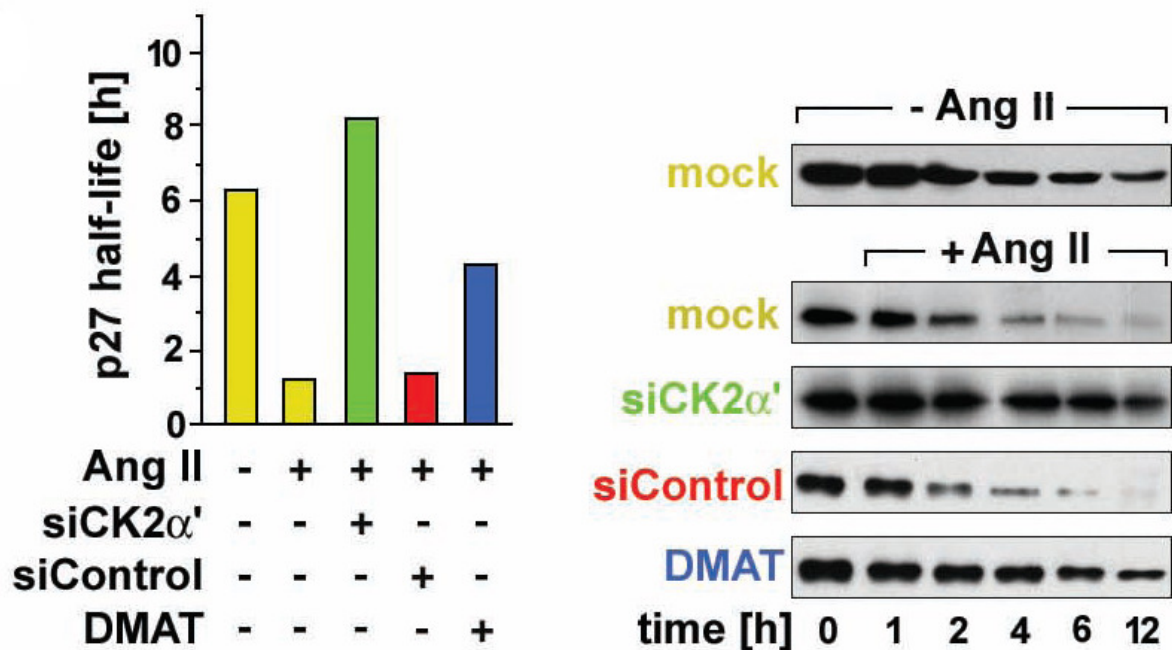 p27 half-life [h]
10
8
6
4
2
0
Ang II - + + + +
siCK2α' - - + - -
siControl - - - + -
DMAT - - - - +
- Ang II
mock
+ Ang II
mock
siCK2α'
siControl
DMAT
time [h] 0 1 2 4 6 12